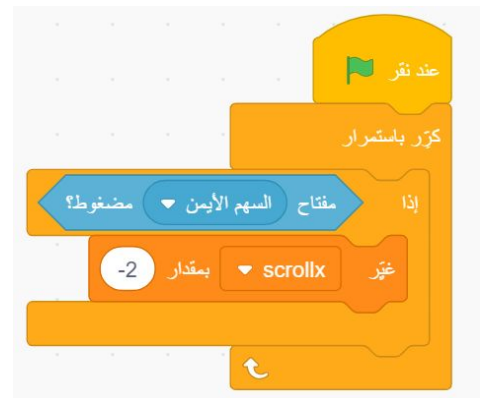 عند نقر
كرّر باستمرار
إذا مفتاح السهم الأيمن مضغوط؟
غيّر scrollx بمقدار -2